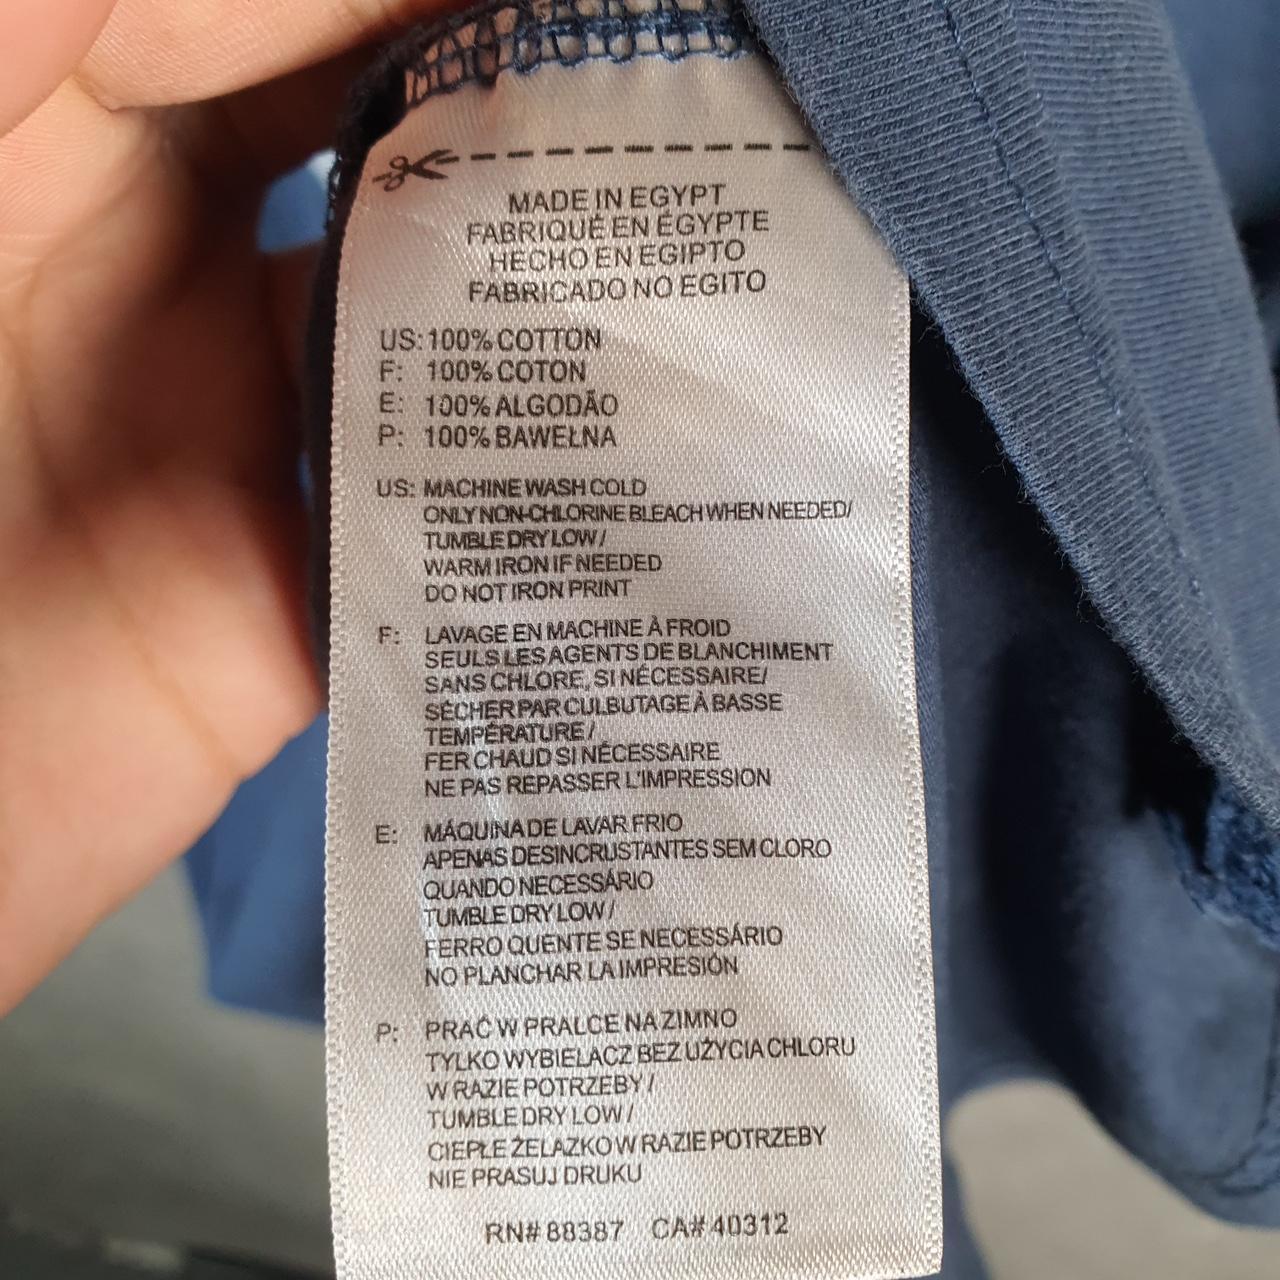 MADE IN EGYPT
FABRIQUÉ EN ÉGYPTE
HECHO EN EGIPTO
FABRICADO NO EGITO
US: 100% COTTON
F: 100% COTON
E: 100% ALGODÃO
P: 100% BAWEŁNA
US: MACHINE WASH COLD
ONLY NON-CHLORINE BLEACH WHEN NEEDED/
TUMBLE DRY LOW/
WARM IRON IF NEEDED
DO NOT IRON PRINT
F: LAVAGE EN MACHINE À FROID
SEULS LES AGENTS DE BLANCHIMENT
SANS CHLORE, SI NÉCESSAIRE/
SÉCHER PAR CULBUTAGE À BASSE
TEMPÉRATURE/
FER CHAUD SI NÉCESSAIRE
NE PAS REPASSER L'IMPRESSION
E: MÁQUINA DE LAVAR FRIO
APENAS DESINCRUSTANTES SEM CLORO
QUANDO NECESSÁRIO
TUMBLE DRY LOW/
FERRO QUENTE SE NECESSÁRIO
NO PLANCHAR LA IMPRESIÓN
P: PRAĆ W PRALCE NA ZIMNO
TYLKO WYBIELACZ BEZ UŻYCIA CHLORU
W RAZIE POTRZEBY/
TUMBLE DRY LOW/
CIEPŁE ŻELAZKO W RAZIE POTRZEBY
NIE PRASUJ DRUKU
RN# 88387 CA# 40312